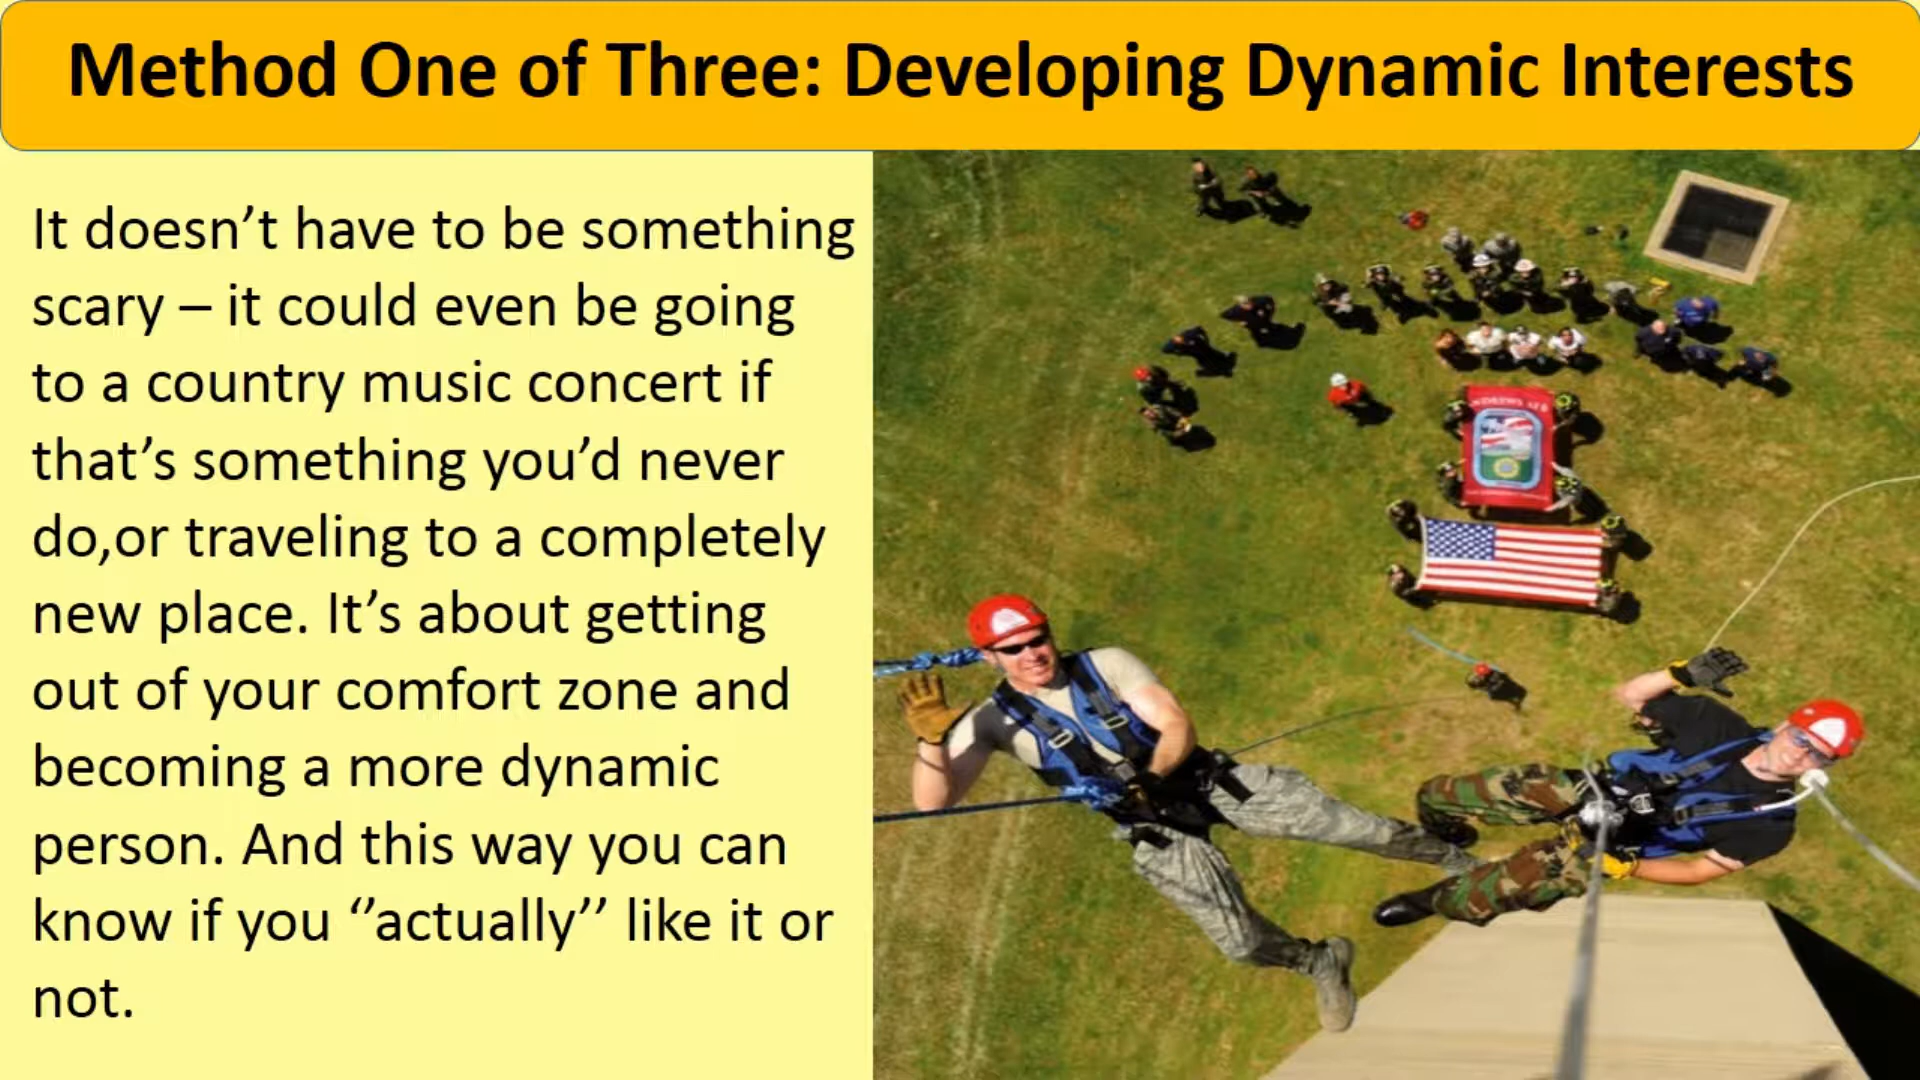 Method One of Three: Developing Dynamic Interests
It doesn’t have to be something
scary – it could even be going
to a country music concert if
that’s something you’d never
do,or traveling to a completely
new place. It’s about getting
out of your comfort zone and
becoming a more dynamic
person. And this way you can
know if you ‘’actually’’ like it or
not.
ANDREWS AFB